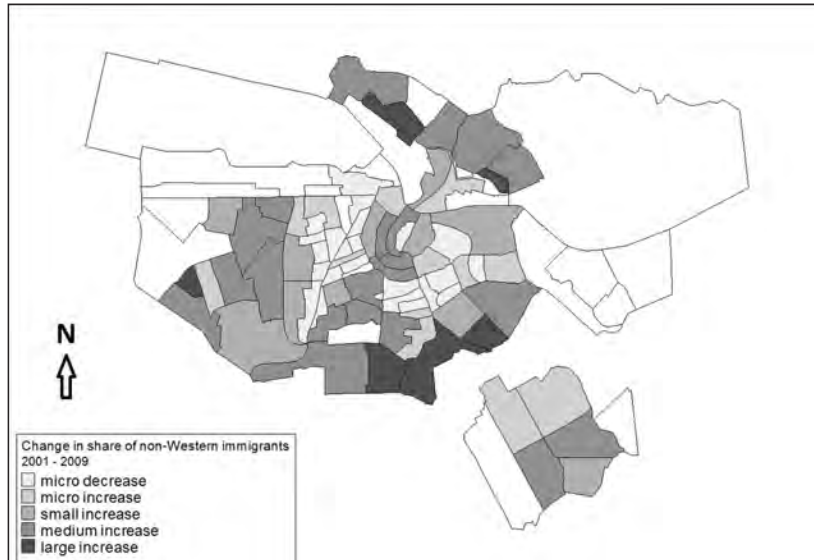 N
Change in share of non-Western immigrants
2001 - 2009
micro decrease
micro increase
small increase
medium increase
large increase